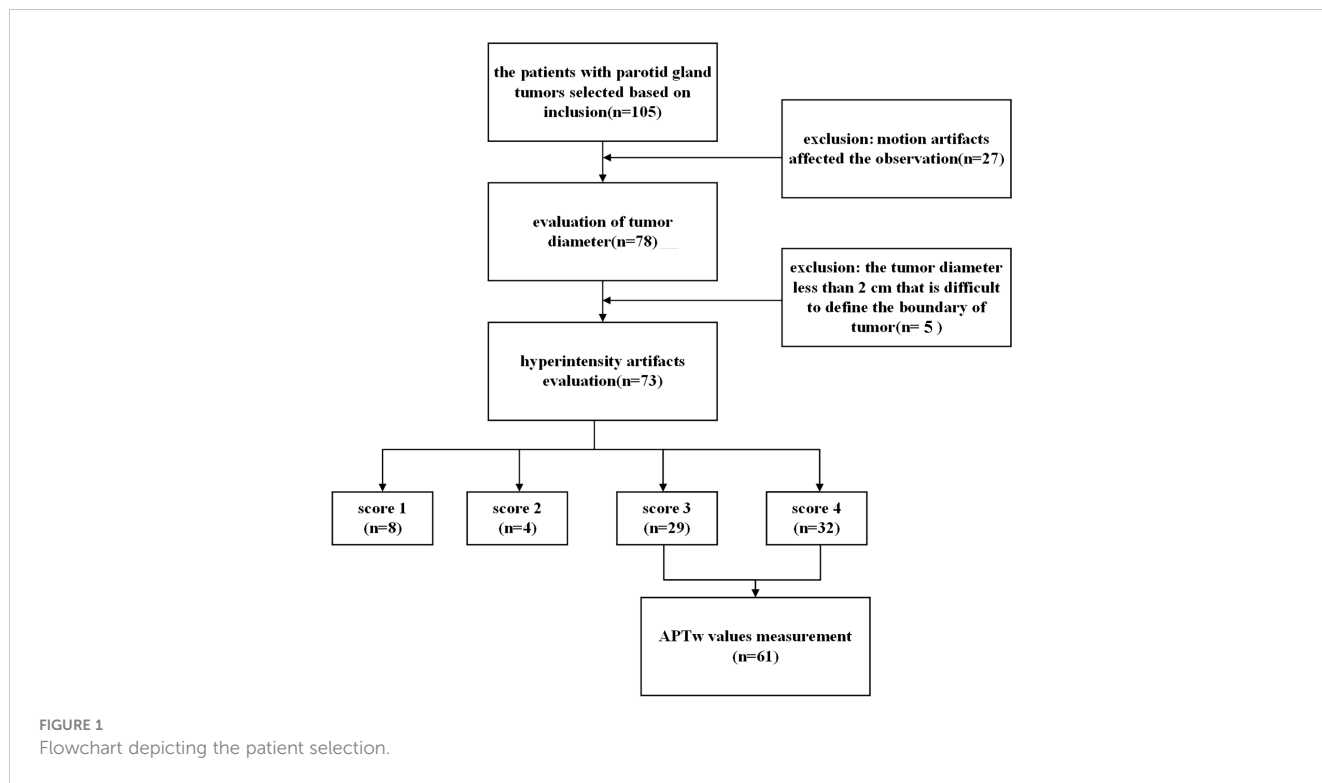 the patients with parotid gland
tumors selected based on
inclusion(n=105)
exclusion: motion artifacts
affected the observation(n=27)
evaluation of tumor
diameter(n=78)
exclusion: the tumor diameter
less than 2 cm that is difficult
to define the boundary of
tumor(n= 5 )
hyperintensity artifacts
evaluation(n=73)
score 1
(n=8)
score 2
(n=4)
score 3
(n=29)
score 4
(n=32)
APTw values measurement
(n=61)
FIGURE 1
Flowchart depicting the patient selection.